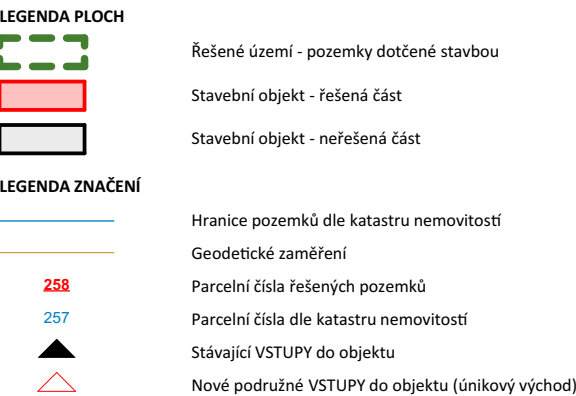 LEGENDA PLOCH
Řešené území - pozemky dotčené stavbou
Stavební objekt - řešená část
Stavební objekt - neřešená část
LEGENDA ZNAČENÍ
Hranice pozemků dle katastru nemovitostí
Geodetické zaměření
258 Parcelní čísla řešených pozemků
257 Parcelní čísla dle katastru nemovitostí
Stávající VSTUPY do objektu
Nové podružné VSTUPY do objektu (únikový východ)